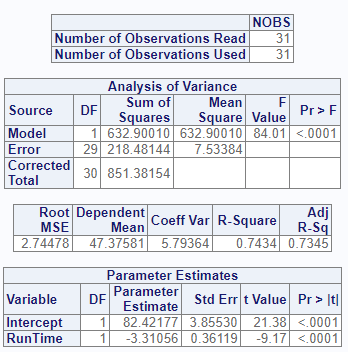 NOBS
Number of Observations Read 31
Number of Observations Used 31
Analysis of Variance
Source DF Sum of Squares Mean Square F Value Pr > F
Model 1 632.90010 632.90010 84.01 <.0001
Error 29 218.48144 7.53384
Corrected Total 30 851.38154
Root MSE Dependent Mean Coeff Var R-Square Adj R-Sq
2.74478 47.37581 5.79364 0.7434 0.7345
Parameter Estimates
Variable DF Parameter Estimate Std Err t Value Pr > |t|
Intercept 1 82.42177 3.85530 21.38 <.0001
RunTime 1 -3.31056 0.36119 -9.17 <.0001